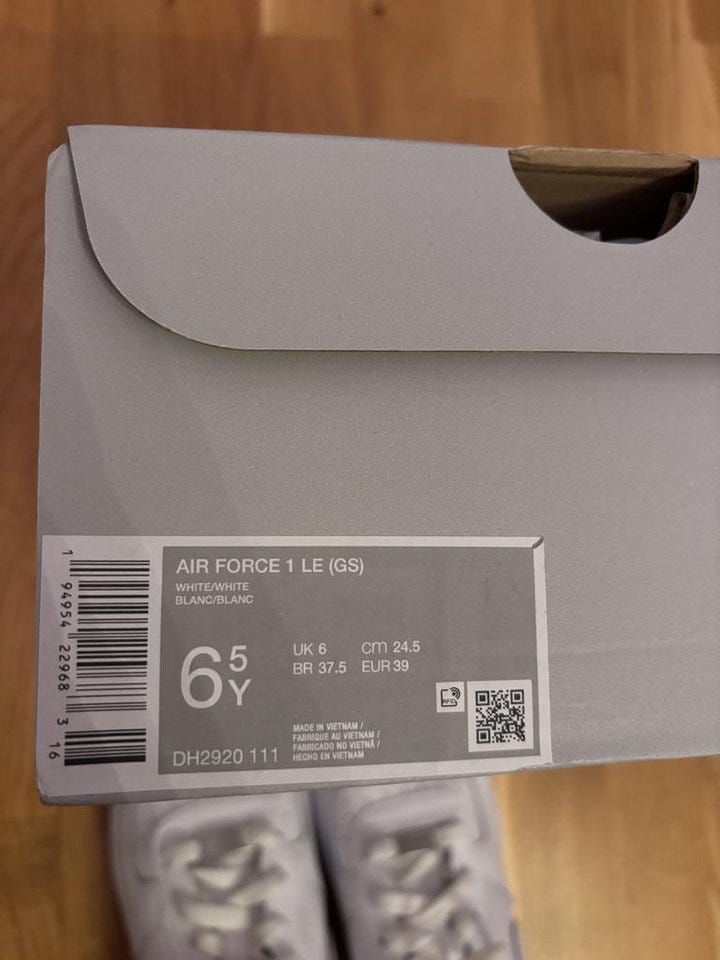 AIR FORCE 1 LE (GS)
WHITE/WHITE
BLANC/BLANC
6 5 Y
UK 6 cm 24.5
BR 37.5 EUR 39
RFID
MADE IN VIETNAM /
FABRIQUE AU VIETNAM /
FABRICADO NO VIETNÃ /
HECHO EN VIETNAM
DH2920 111
1 94954 22968 3 16